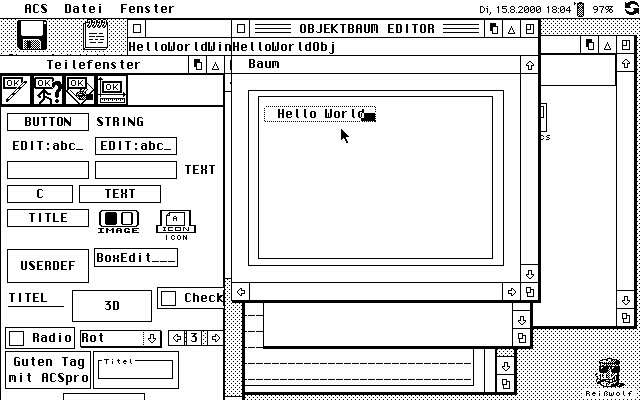 ACS Datei Fenster Di, 15.8.2000 18:04 97%
OBJEKTBAUM EDITOR
HelloWorldWin HelloWorldObj
Teilefenster
Baum
OK OK OK OK
Hello World
BUTTON STRING
EDIT:abc_ EDIT:abc_
TEXT
C TEXT
TITLE
IMAGE ICON
ICON
USERDEF BoxEdit___
TITEL 3D Check
Radio Rot 3
Guten Tag
mit ACSpro
Titel
Reißwolf